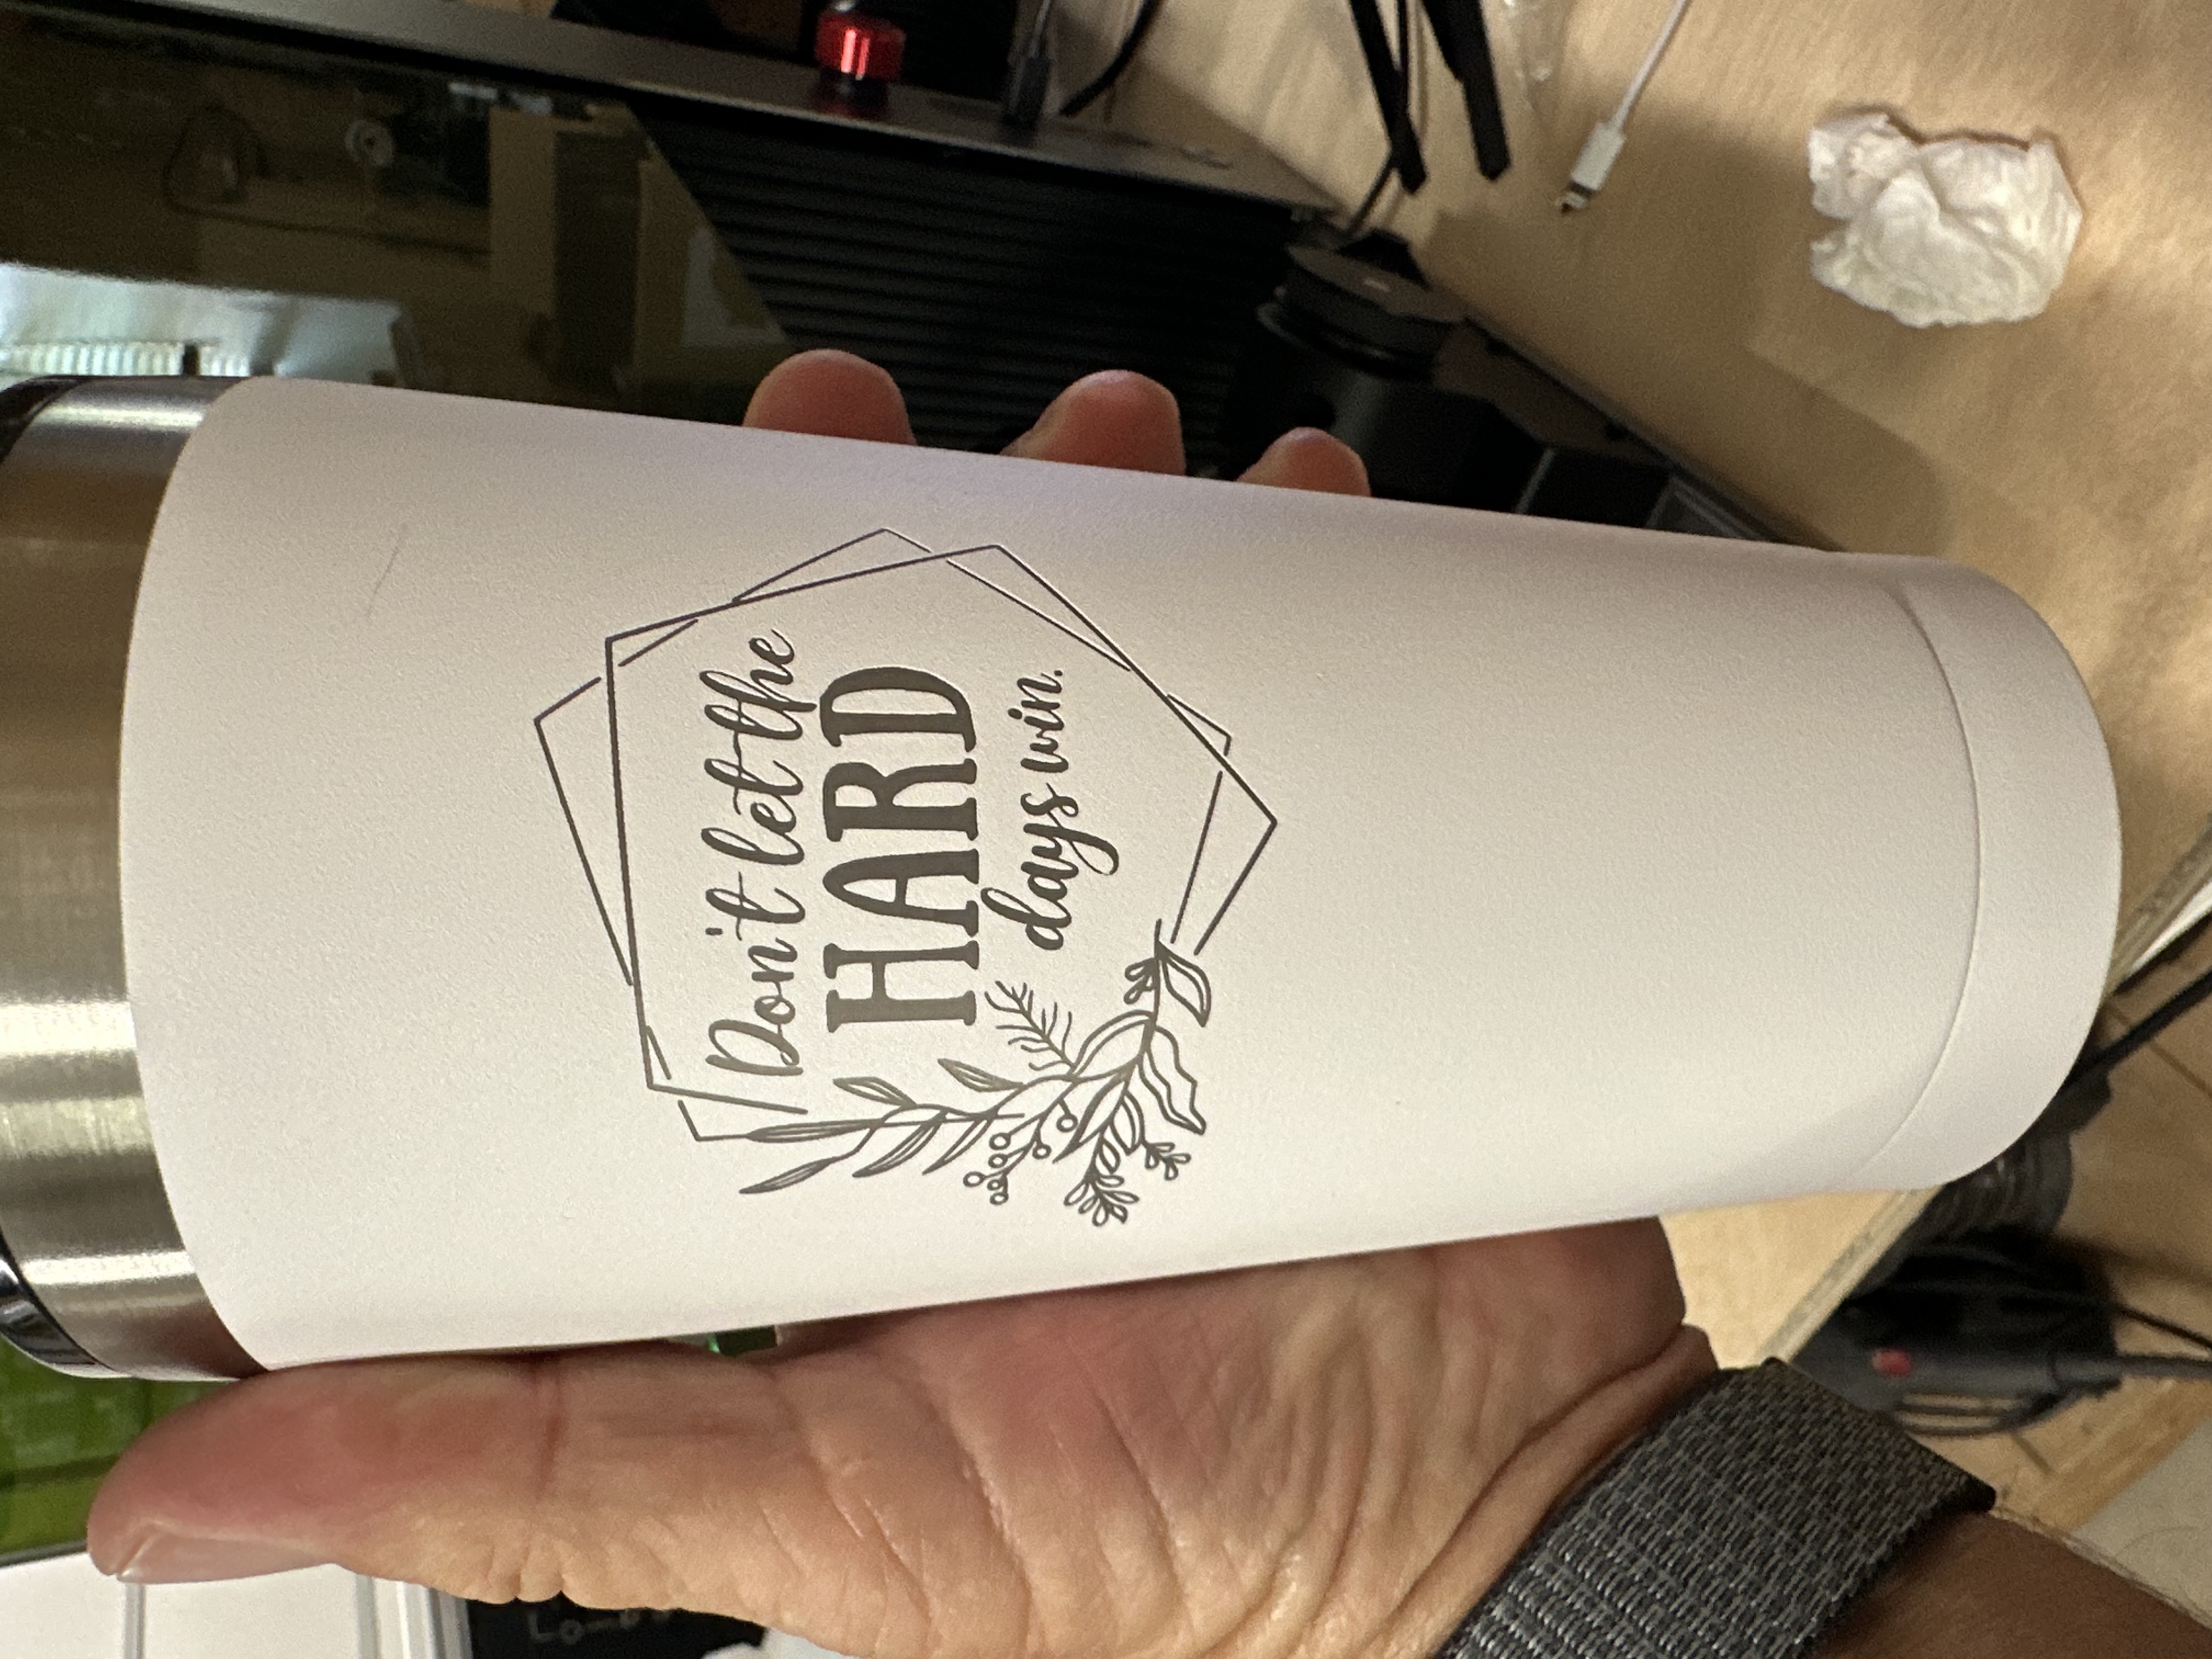 Don't let the
HARD
days win.